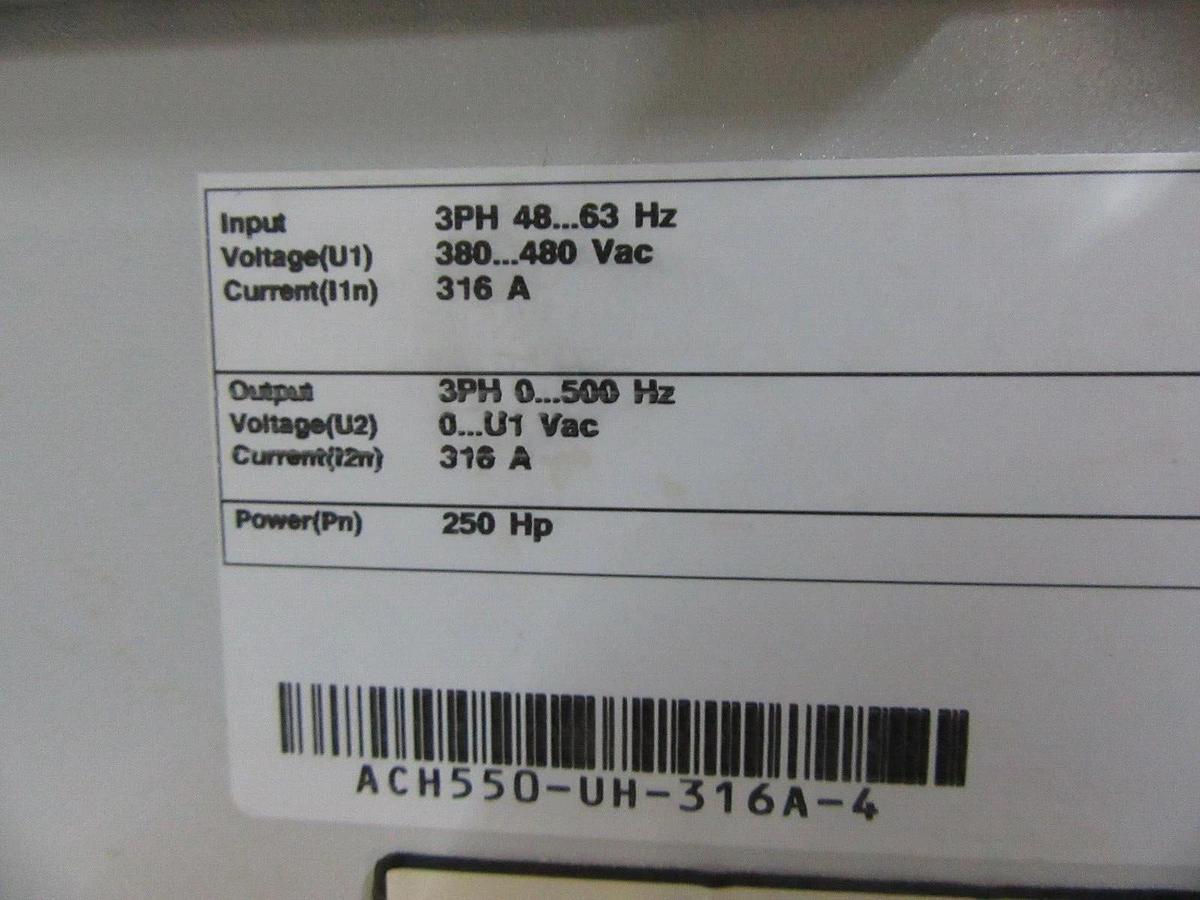 Input 3PH 48...63 Hz
Voltage(U1) 380...480 Vac
Current(I1n) 316 A
Output 3PH 0...500 Hz
Voltage(U2) 0...U1 Vac
Current(I2n) 316 A
Power(Pn) 250 Hp
ACH550-UH-316A-4